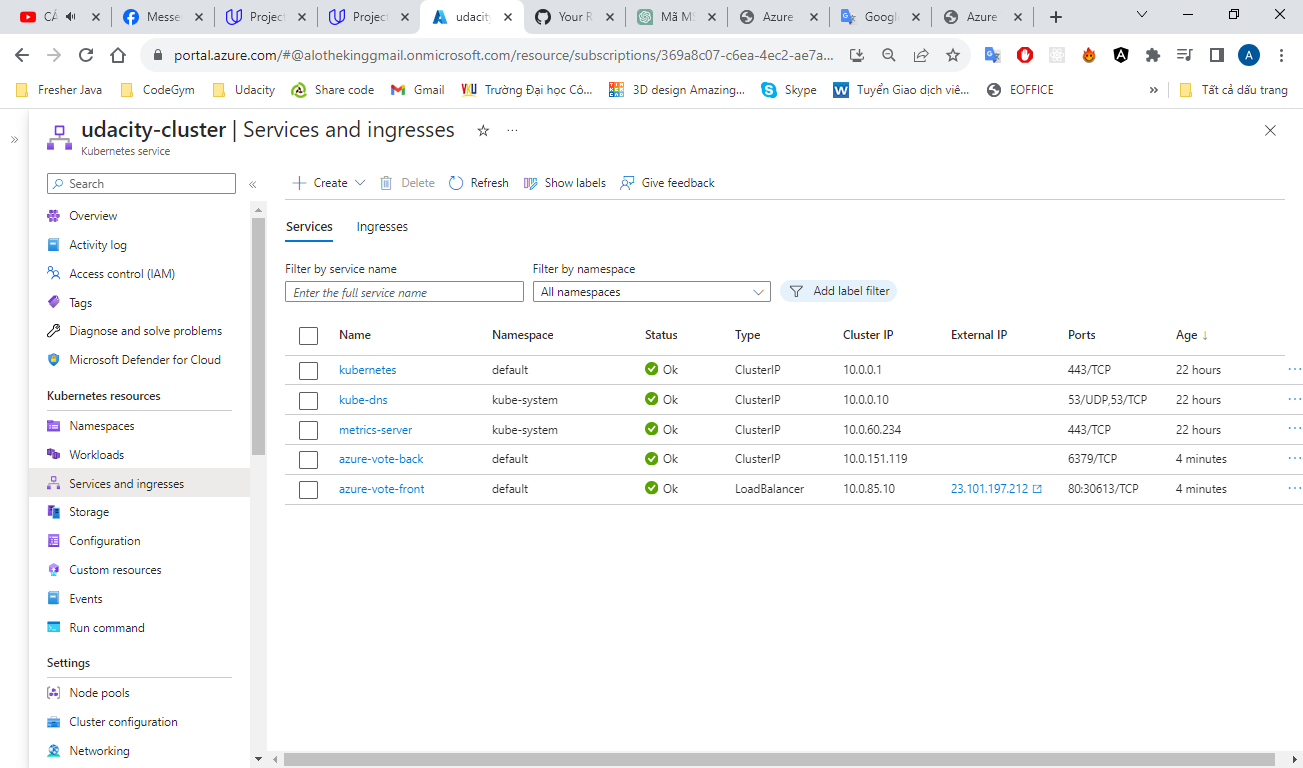 CẢ
Messe
Project
Project
udacity
Your R
Mã M
Azure
Googl
Azure
portal.azure.com/#@alothekinggmail.onmicrosoft.com/resource/subscriptions/369a8c07-c6ea-4ec2-ae7a...
A
Fresher Java
CodeGym
Udacity
Share code
Gmail
VLU Trường Đại học Cô...
3D design Amazing...
Skype
Tuyển Giao dịch viê...
EOFFICE
»
Tất cả dấu trang
udacity-cluster | Services and ingresses
Kubernetes service
Search
Create
Delete
Refresh
Show labels
Give feedback
Overview
Activity log
Access control (IAM)
Tags
Diagnose and solve problems
Microsoft Defender for Cloud
Kubernetes resources
Namespaces
Workloads
Services and ingresses
Storage
Configuration
Custom resources
Events
Run command
Settings
Node pools
Cluster configuration
Networking
Services Ingresses
Filter by service name
Enter the full service name
Filter by namespace
All namespaces
Add label filter
Name Namespace Status Type Cluster IP External IP Ports Age ↓
kubernetes default Ok ClusterIP 10.0.0.1 443/TCP 22 hours
kube-dns kube-system Ok ClusterIP 10.0.0.10 53/UDP,53/TCP 22 hours
metrics-server kube-system Ok ClusterIP 10.0.60.234 443/TCP 22 hours
azure-vote-back default Ok ClusterIP 10.0.151.119 6379/TCP 4 minutes
azure-vote-front default Ok LoadBalancer 10.0.85.10 23.101.197.212 80:30613/TCP 4 minutes